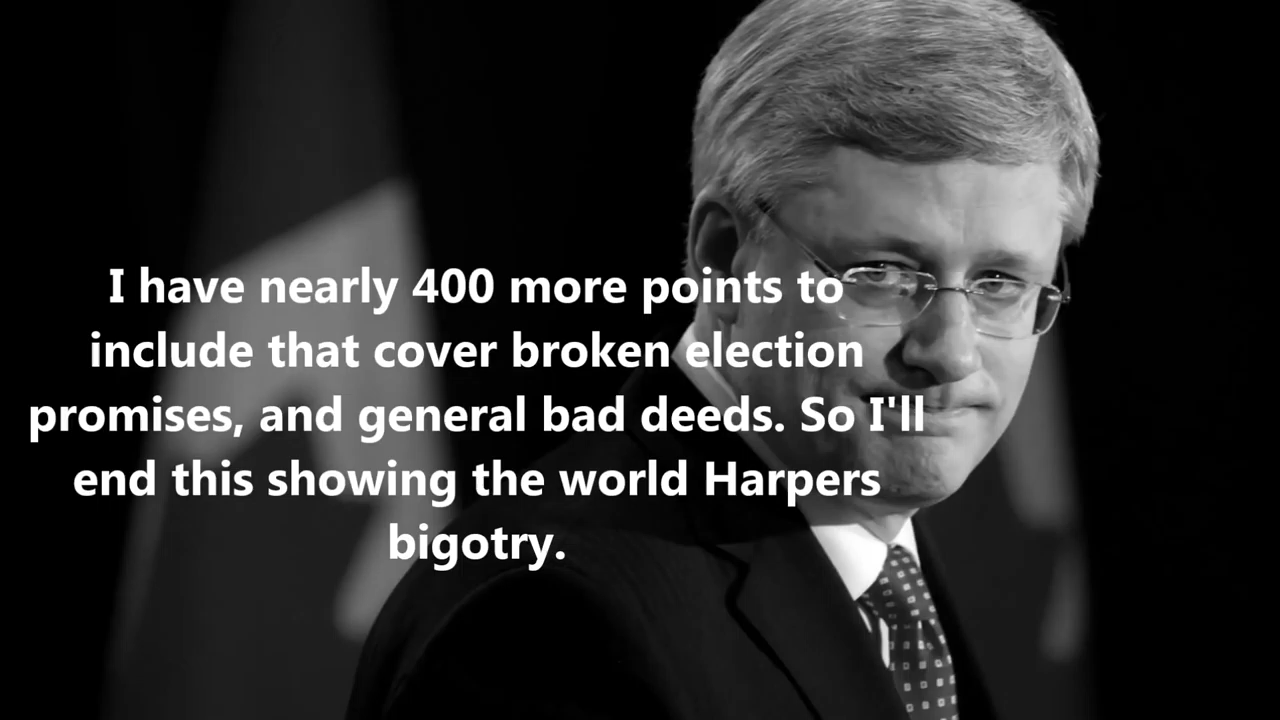 I have nearly 400 more points to
include that cover broken election
promises, and general bad deeds. So I'll
end this showing the world Harpers
bigotry.